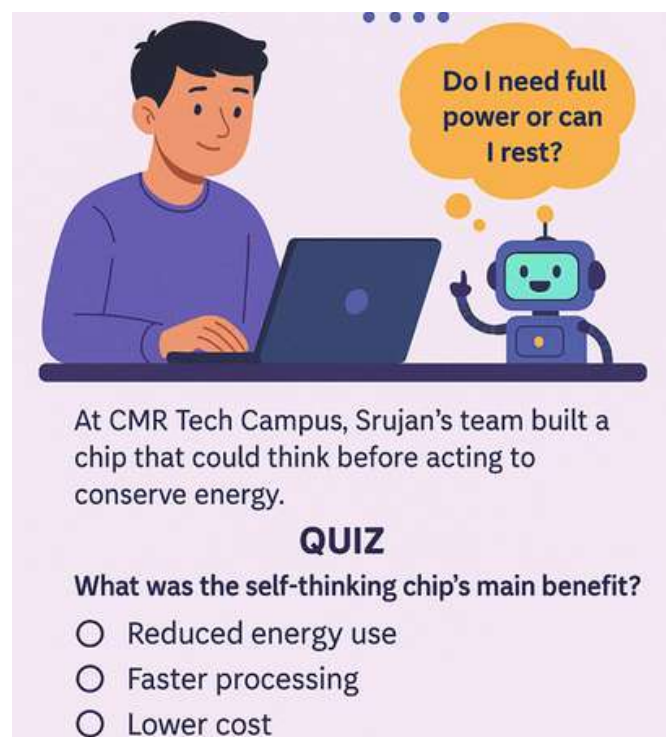 Do I need full
power or can
I rest?
At CMR Tech Campus, Srujan's team built a
chip that could think before acting to
conserve energy.
QUIZ
What was the self-thinking chip's main benefit?
Reduced energy use
Faster processing
Lower cost